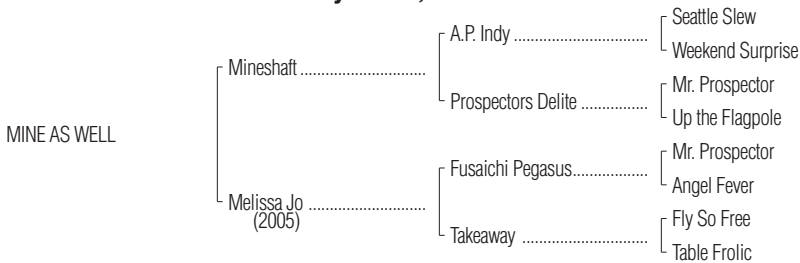 Seattle Slew
A.P. Indy
Weekend Surprise
Mineshaft
Mr. Prospector
Prospectors Delite
Up the Flagpole
MINE AS WELL
Mr. Prospector
Fusaichi Pegasus
Angel Fever
Melissa Jo
(2005)
Fly So Free
Takeaway
Table Frolic